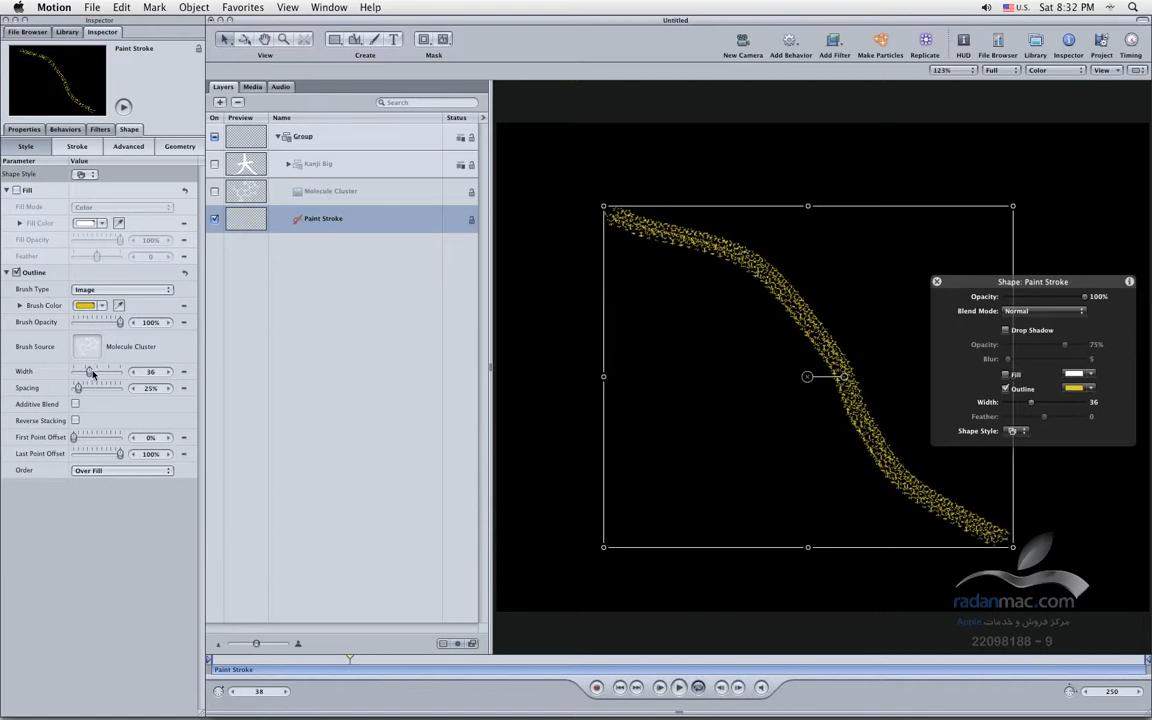 Motion File Edit Mark Object Favorites View Window Help U.S. Sat 8:32 PM
Inspector Untitled
File Browser Library Inspector
Paint Stroke
View Create Mask New Camera Add Behavior Add Filter Make Particles Replicate HUD File Browser Library Inspector Project Timing
123% Full Color View
Layers Media Audio
Search
On Preview Name Status
Group
Kanji Big
大
Molecule Cluster
Paint Stroke
Properties Behaviors Filters Shape
Style Stroke Advanced Geometry
Parameter Value
Shape Style
Fill
Fill Mode Color
Fill Color
Fill Opacity 100%
Feather 0
Outline
Brush Type Image
Brush Color
Brush Opacity 100%
Brush Source Molecule Cluster
Width 36
Spacing 25%
Additive Blend
Reverse Stacking
First Point Offset 0%
Last Point Offset 100%
Order Over Fill
Shape: Paint Stroke
Opacity: 100%
Blend Mode: Normal
Drop Shadow
Opacity: 75%
Blur: 5
Fill
Outline
Width: 36
Feather: 0
Shape Style:
radanmac.com
مرکز فروش و خدمات Apple
22098188 - 9
Paint Stroke
38 250